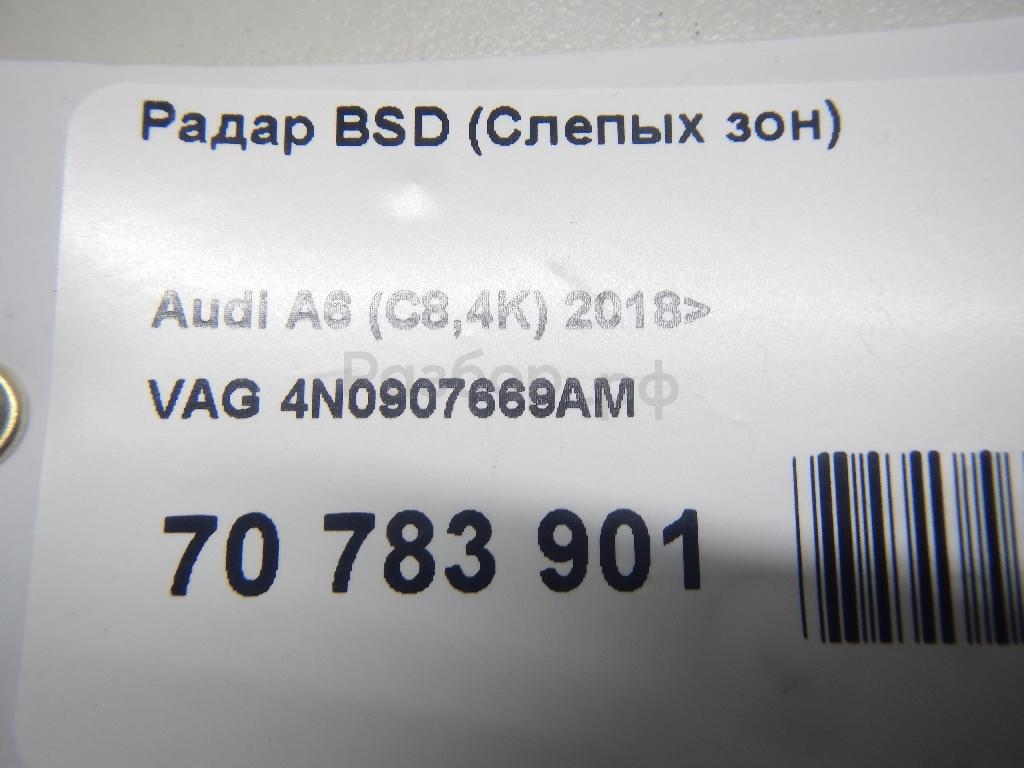 Радар BSD (Слепых зон)
Audi A6 (C8,4K) 2018>
Разбор.рф
VAG 4N0907669AM
70 783 901